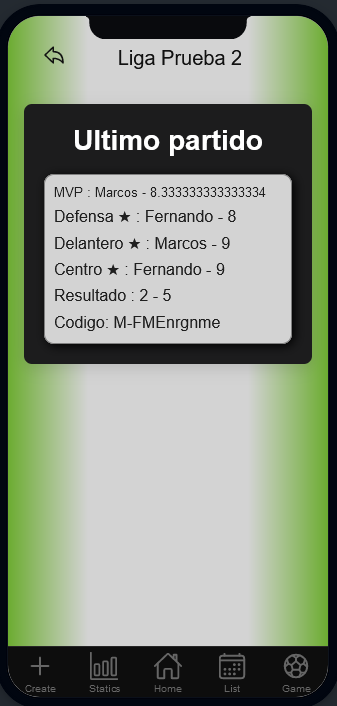 Liga Prueba 2
Ultimo partido
MVP : Marcos - 8.333333333333334
Defensa ★ : Fernando - 8
Delantero ★ : Marcos - 9
Centro ★ : Fernando - 9
Resultado : 2 - 5
Codigo: M-FMEnrgnme
Create Statics Home List Game